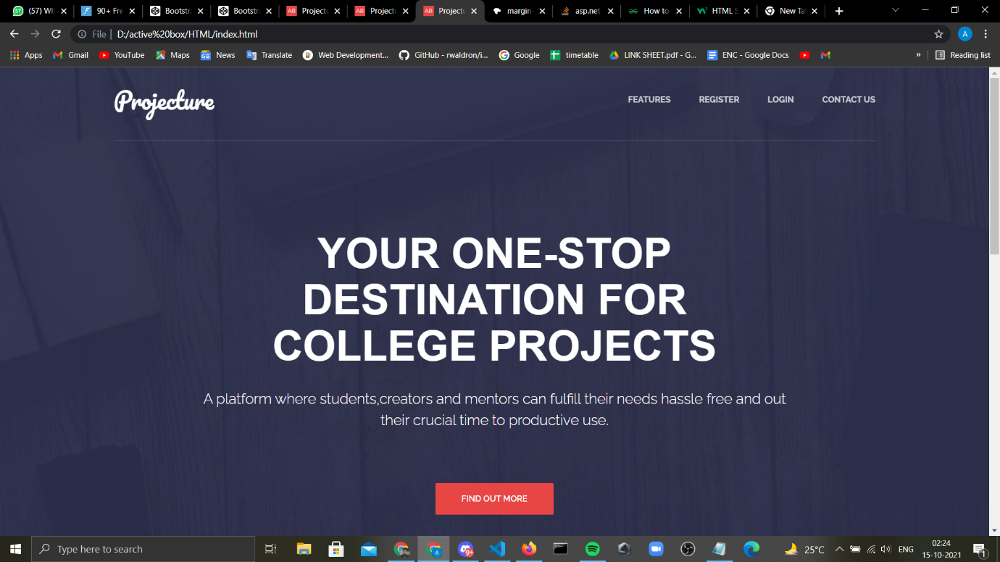 (57) Wh
90+ Fre
Bootstr
Bootstr
Projectu
Projectu
Projectu
margin-
asp.net
How to
HTML S
New Ta
File
D:/active%20box/HTML/index.html
A
Apps
Gmail
YouTube
Maps
News
Translate
Web Development...
GitHub - rwaldron/i...
Google
timetable
LINK SHEET.pdf - G...
ENC - Google Docs
»
Reading list
Projecture
FEATURES
REGISTER
LOGIN
CONTACT US
YOUR ONE-STOP
DESTINATION FOR
COLLEGE PROJECTS
A platform where students,creators and mentors can fulfill their needs hassle free and out
their crucial time to productive use.
FIND OUT MORE
Type here to search
25°C
ENG
02:24
15-10-2021